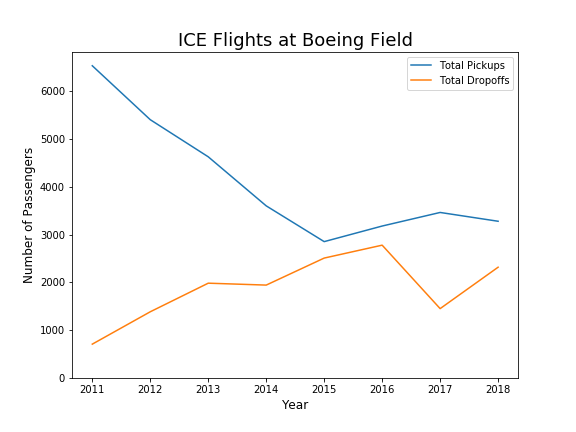 ICE Flights at Boeing Field
Total Pickups
Total Dropoffs
Number of Passengers
6000
5000
4000
3000
2000
1000
0
2011 2012 2013 2014 2015 2016 2017 2018
Year